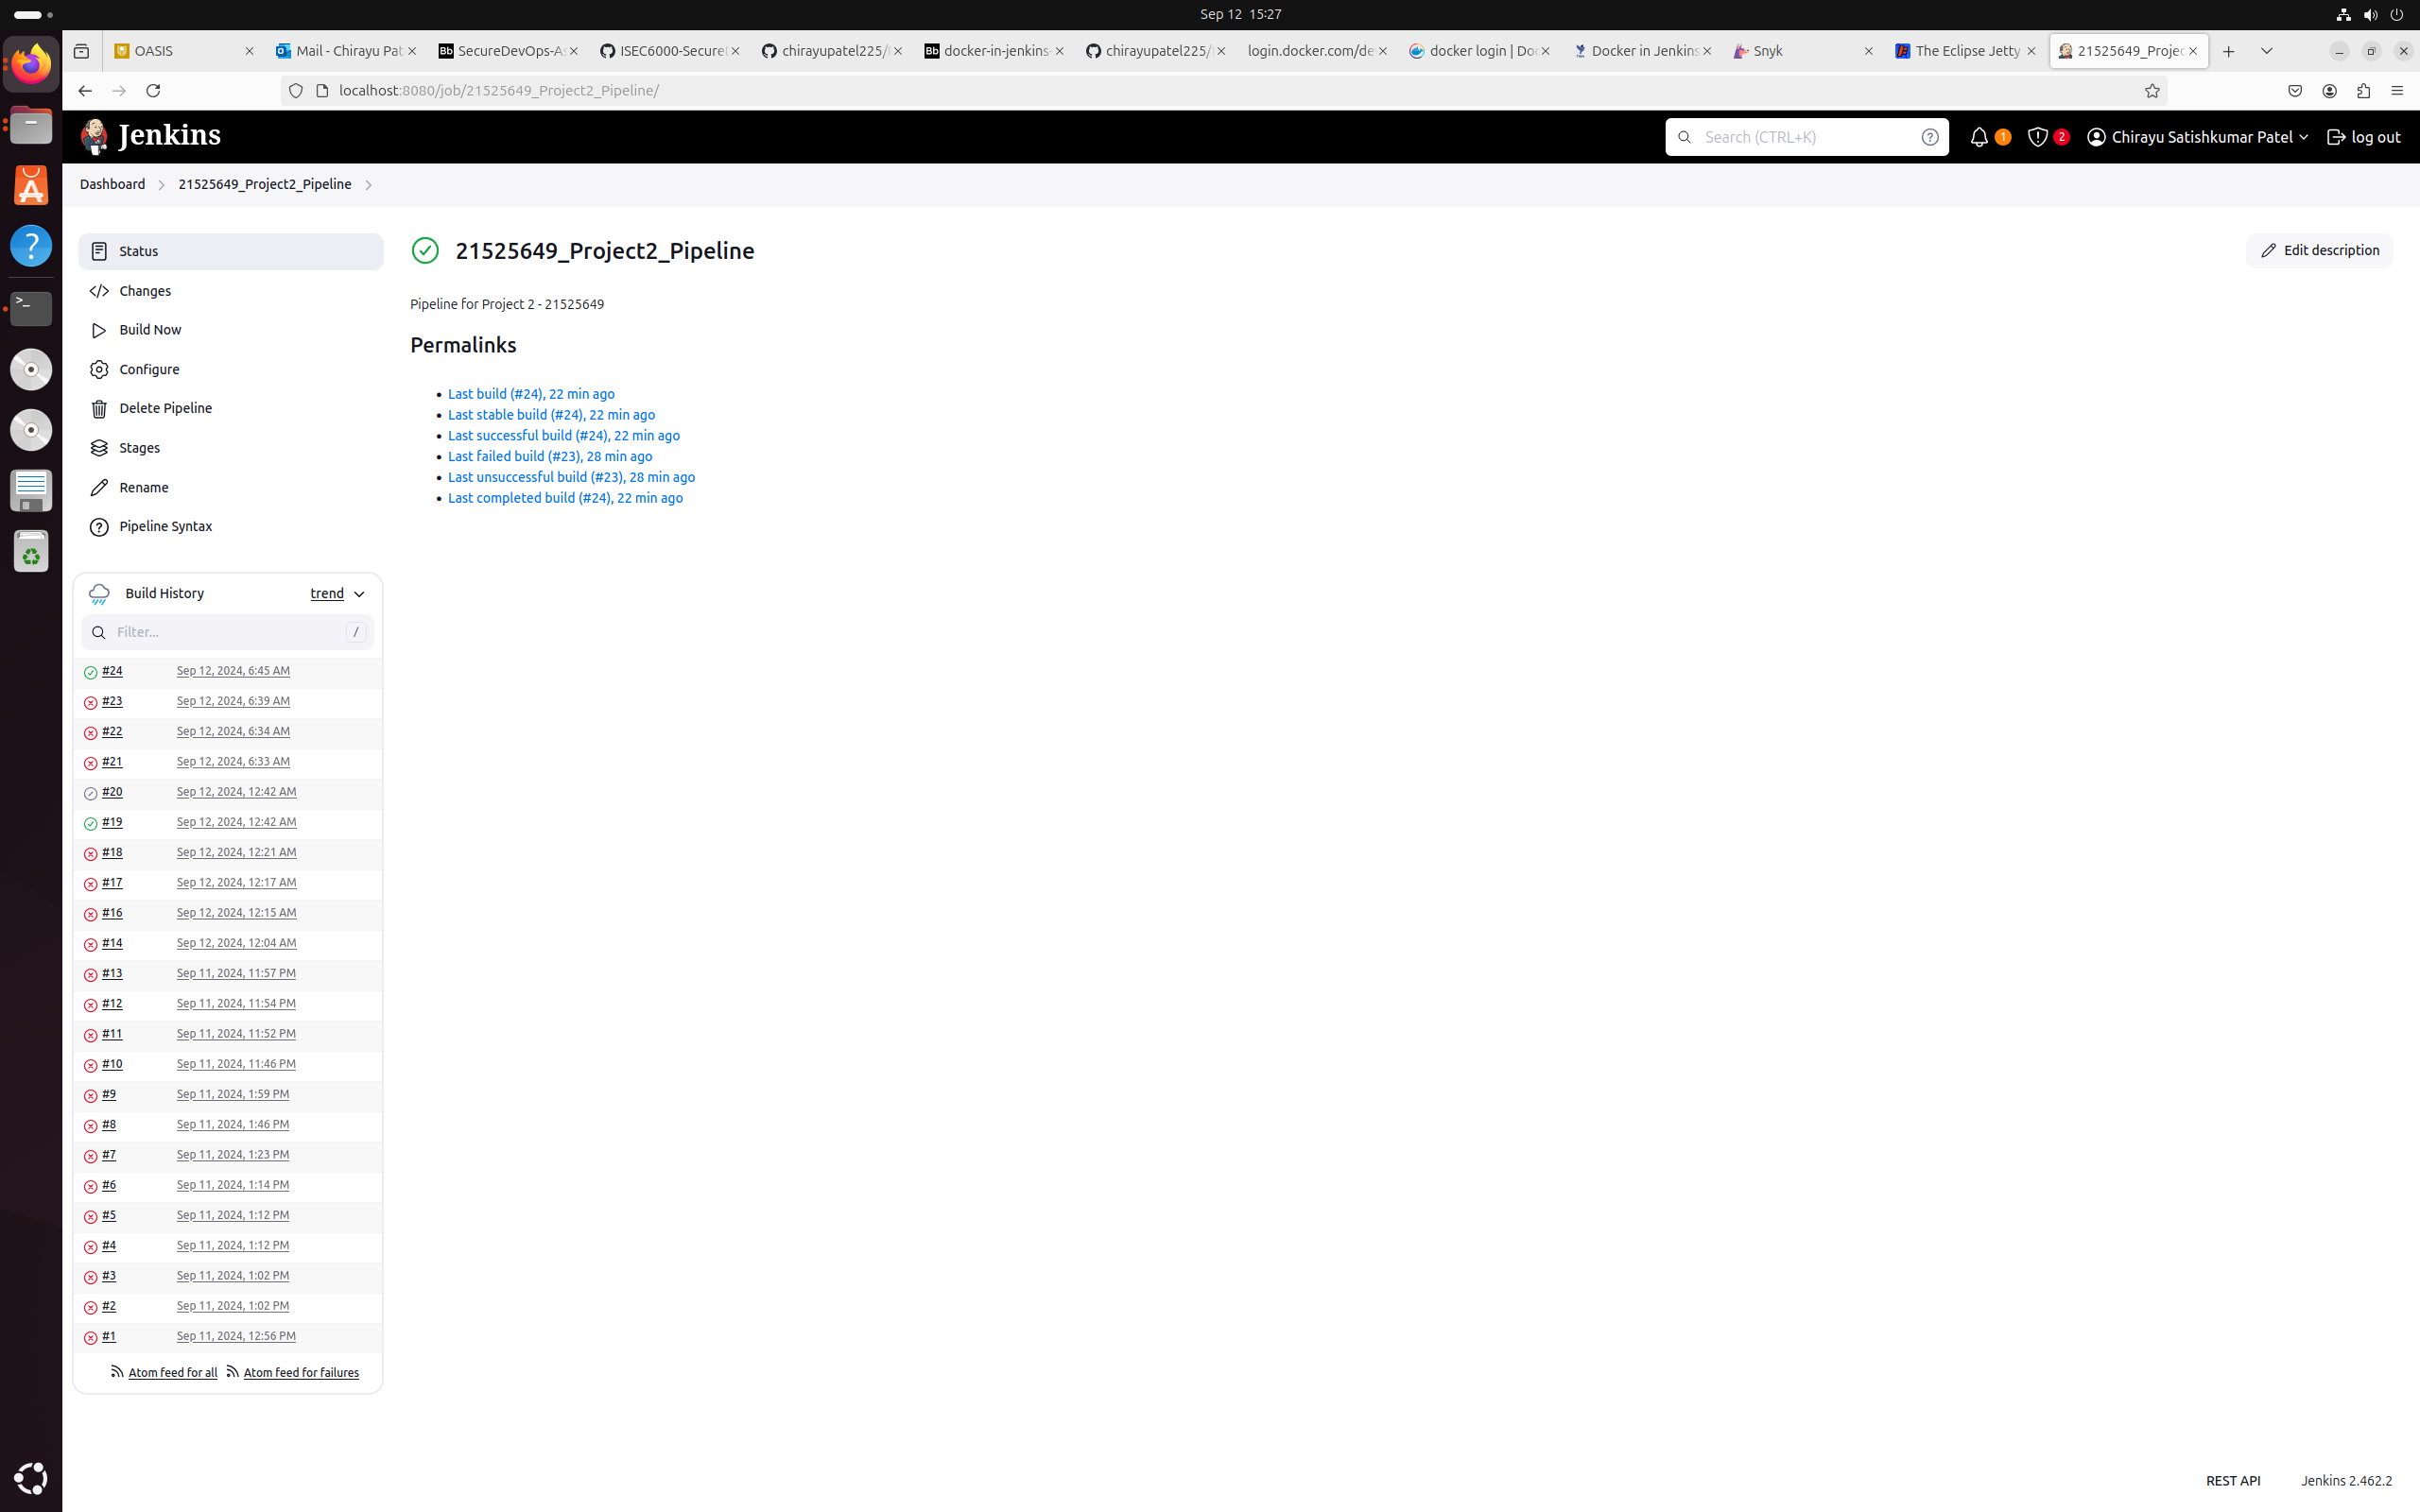 Sep 12 15:27
OASIS
Mail - Chirayu Pat
SecureDevOps-As
ISEC6000-Secure
chirayupatel225/
docker-in-jenkins-
chirayupatel225/
login.docker.com/de
docker login | Do
Docker in Jenkins
Snyk
The Eclipse Jetty
21525649_Projec
localhost:8080/job/21525649_Project2_Pipeline/
Jenkins
Search (CTRL+K)
1
2
Chirayu Satishkumar Patel
log out
Dashboard
21525649_Project2_Pipeline
Status
Changes
Build Now
Configure
Delete Pipeline
Stages
Rename
Pipeline Syntax
21525649_Project2_Pipeline
Edit description
Pipeline for Project 2 - 21525649
Permalinks
Last build (#24), 22 min ago
Last stable build (#24), 22 min ago
Last successful build (#24), 22 min ago
Last failed build (#23), 28 min ago
Last unsuccessful build (#23), 28 min ago
Last completed build (#24), 22 min ago
Build History trend
Filter... /
#24 Sep 12, 2024, 6:45 AM
#23 Sep 12, 2024, 6:39 AM
#22 Sep 12, 2024, 6:34 AM
#21 Sep 12, 2024, 6:33 AM
#20 Sep 12, 2024, 12:42 AM
#19 Sep 12, 2024, 12:42 AM
#18 Sep 12, 2024, 12:21 AM
#17 Sep 12, 2024, 12:17 AM
#16 Sep 12, 2024, 12:15 AM
#14 Sep 12, 2024, 12:04 AM
#13 Sep 11, 2024, 11:57 PM
#12 Sep 11, 2024, 11:54 PM
#11 Sep 11, 2024, 11:52 PM
#10 Sep 11, 2024, 11:46 PM
#9 Sep 11, 2024, 1:59 PM
#8 Sep 11, 2024, 1:46 PM
#7 Sep 11, 2024, 1:23 PM
#6 Sep 11, 2024, 1:14 PM
#5 Sep 11, 2024, 1:12 PM
#4 Sep 11, 2024, 1:12 PM
#3 Sep 11, 2024, 1:02 PM
#2 Sep 11, 2024, 1:02 PM
#1 Sep 11, 2024, 12:56 PM
Atom feed for all Atom feed for failures
REST API Jenkins 2.462.2